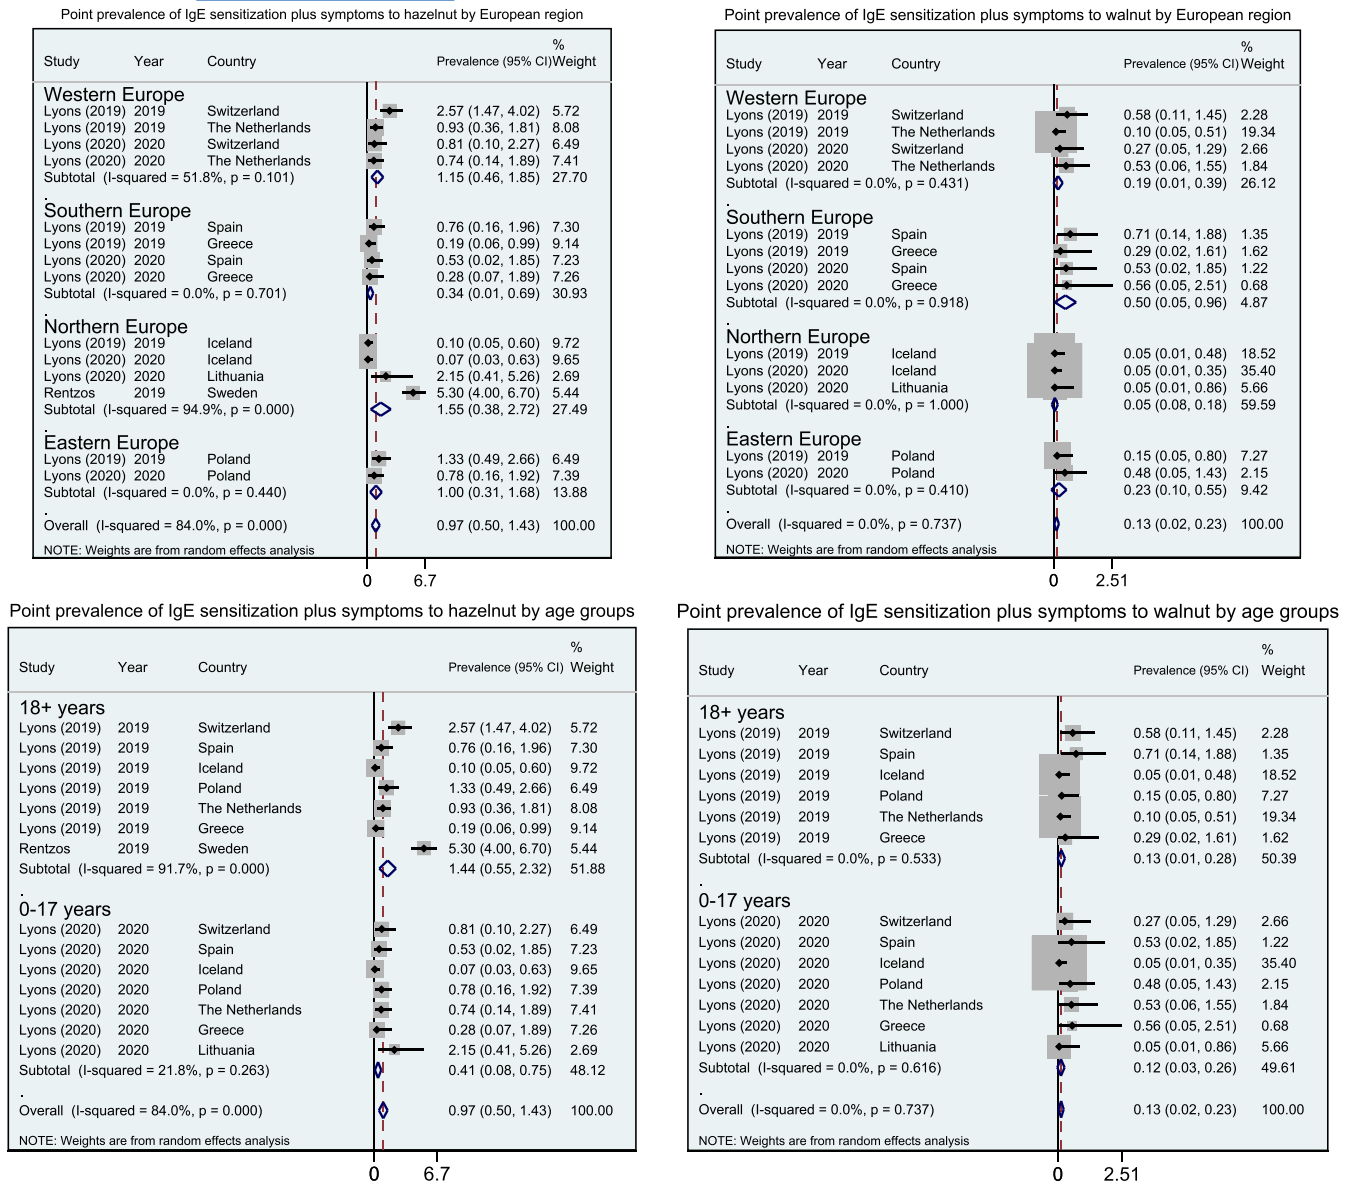 Point prevalence of IgE sensitization plus symptoms to hazelnut by European region
%
Study Year Country Prevalence (95% CI) Weight
Western Europe
Lyons (2019) 2019 Switzerland 2.57 (1.47, 4.02) 5.72
Lyons (2019) 2019 The Netherlands 0.93 (0.36, 1.81) 8.08
Lyons (2020) 2020 Switzerland 0.81 (0.10, 2.27) 6.49
Lyons (2020) 2020 The Netherlands 0.74 (0.14, 1.89) 7.41
Subtotal (I-squared = 51.8%, p = 0.101) 1.15 (0.46, 1.85) 27.70
.
Southern Europe
Lyons (2019) 2019 Spain 0.76 (0.16, 1.96) 7.30
Lyons (2019) 2019 Greece 0.19 (0.06, 0.99) 9.14
Lyons (2020) 2020 Spain 0.53 (0.02, 1.85) 7.23
Lyons (2020) 2020 Greece 0.28 (0.07, 1.89) 7.26
Subtotal (I-squared = 0.0%, p = 0.701) 0.34 (0.01, 0.69) 30.93
.
Northern Europe
Lyons (2019) 2019 Iceland 0.10 (0.05, 0.60) 9.72
Lyons (2020) 2020 Iceland 0.07 (0.03, 0.63) 9.65
Lyons (2020) 2020 Lithuania 2.15 (0.41, 5.26) 2.69
Rentzos 2019 Sweden 5.30 (4.00, 6.70) 5.44
Subtotal (I-squared = 94.9%, p = 0.000) 1.55 (0.38, 2.72) 27.49
.
Eastern Europe
Lyons (2019) 2019 Poland 1.33 (0.49, 2.66) 6.49
Lyons (2020) 2020 Poland 0.78 (0.16, 1.92) 7.39
Subtotal (I-squared = 0.0%, p = 0.440) 1.00 (0.31, 1.68) 13.88
.
Overall (I-squared = 84.0%, p = 0.000) 0.97 (0.50, 1.43) 100.00
NOTE: Weights are from random effects analysis
0 6.7
Point prevalence of IgE sensitization plus symptoms to walnut by European region
%
Study Year Country Prevalence (95% CI) Weight
Western Europe
Lyons (2019) 2019 Switzerland 0.58 (0.11, 1.45) 2.28
Lyons (2019) 2019 The Netherlands 0.10 (0.05, 0.51) 19.34
Lyons (2020) 2020 Switzerland 0.27 (0.05, 1.29) 2.66
Lyons (2020) 2020 The Netherlands 0.53 (0.06, 1.55) 1.84
Subtotal (I-squared = 0.0%, p = 0.431) 0.19 (0.01, 0.39) 26.12
.
Southern Europe
Lyons (2019) 2019 Spain 0.71 (0.14, 1.88) 1.35
Lyons (2019) 2019 Greece 0.29 (0.02, 1.61) 1.62
Lyons (2020) 2020 Spain 0.53 (0.02, 1.85) 1.22
Lyons (2020) 2020 Greece 0.56 (0.05, 2.51) 0.68
Subtotal (I-squared = 0.0%, p = 0.918) 0.50 (0.05, 0.96) 4.87
.
Northern Europe
Lyons (2019) 2019 Iceland 0.05 (0.01, 0.48) 18.52
Lyons (2020) 2020 Iceland 0.05 (0.01, 0.35) 35.40
Lyons (2020) 2020 Lithuania 0.05 (0.01, 0.86) 5.66
Subtotal (I-squared = 0.0%, p = 1.000) 0.05 (0.08, 0.18) 59.59
.
Eastern Europe
Lyons (2019) 2019 Poland 0.15 (0.05, 0.80) 7.27
Lyons (2020) 2020 Poland 0.48 (0.05, 1.43) 2.15
Subtotal (I-squared = 0.0%, p = 0.410) 0.23 (0.10, 0.55) 9.42
.
Overall (I-squared = 0.0%, p = 0.737) 0.13 (0.02, 0.23) 100.00
NOTE: Weights are from random effects analysis
0 2.51
Point prevalence of IgE sensitization plus symptoms to hazelnut by age groups
%
Study Year Country Prevalence (95% CI) Weight
18+ years
Lyons (2019) 2019 Switzerland 2.57 (1.47, 4.02) 5.72
Lyons (2019) 2019 Spain 0.76 (0.16, 1.96) 7.30
Lyons (2019) 2019 Iceland 0.10 (0.05, 0.60) 9.72
Lyons (2019) 2019 Poland 1.33 (0.49, 2.66) 6.49
Lyons (2019) 2019 The Netherlands 0.93 (0.36, 1.81) 8.08
Lyons (2019) 2019 Greece 0.19 (0.06, 0.99) 9.14
Rentzos 2019 Sweden 5.30 (4.00, 6.70) 5.44
Subtotal (I-squared = 91.7%, p = 0.000) 1.44 (0.55, 2.32) 51.88
.
0-17 years
Lyons (2020) 2020 Switzerland 0.81 (0.10, 2.27) 6.49
Lyons (2020) 2020 Spain 0.53 (0.02, 1.85) 7.23
Lyons (2020) 2020 Iceland 0.07 (0.03, 0.63) 9.65
Lyons (2020) 2020 Poland 0.78 (0.16, 1.92) 7.39
Lyons (2020) 2020 The Netherlands 0.74 (0.14, 1.89) 7.41
Lyons (2020) 2020 Greece 0.28 (0.07, 1.89) 7.26
Lyons (2020) 2020 Lithuania 2.15 (0.41, 5.26) 2.69
Subtotal (I-squared = 21.8%, p = 0.263) 0.41 (0.08, 0.75) 48.12
.
Overall (I-squared = 84.0%, p = 0.000) 0.97 (0.50, 1.43) 100.00
NOTE: Weights are from random effects analysis
0 6.7
Point prevalence of IgE sensitization plus symptoms to walnut by age groups
%
Study Year Country Prevalence (95% CI) Weight
18+ years
Lyons (2019) 2019 Switzerland 0.58 (0.11, 1.45) 2.28
Lyons (2019) 2019 Spain 0.71 (0.14, 1.88) 1.35
Lyons (2019) 2019 Iceland 0.05 (0.01, 0.48) 18.52
Lyons (2019) 2019 Poland 0.15 (0.05, 0.80) 7.27
Lyons (2019) 2019 The Netherlands 0.10 (0.05, 0.51) 19.34
Lyons (2019) 2019 Greece 0.29 (0.02, 1.61) 1.62
Subtotal (I-squared = 0.0%, p = 0.533) 0.13 (0.01, 0.28) 50.39
.
0-17 years
Lyons (2020) 2020 Switzerland 0.27 (0.05, 1.29) 2.66
Lyons (2020) 2020 Spain 0.53 (0.02, 1.85) 1.22
Lyons (2020) 2020 Iceland 0.05 (0.01, 0.35) 35.40
Lyons (2020) 2020 Poland 0.48 (0.05, 1.43) 2.15
Lyons (2020) 2020 The Netherlands 0.53 (0.06, 1.55) 1.84
Lyons (2020) 2020 Greece 0.56 (0.05, 2.51) 0.68
Lyons (2020) 2020 Lithuania 0.05 (0.01, 0.86) 5.66
Subtotal (I-squared = 0.0%, p = 0.616) 0.12 (0.03, 0.26) 49.61
.
Overall (I-squared = 0.0%, p = 0.737) 0.13 (0.02, 0.23) 100.00
NOTE: Weights are from random effects analysis
0 2.51